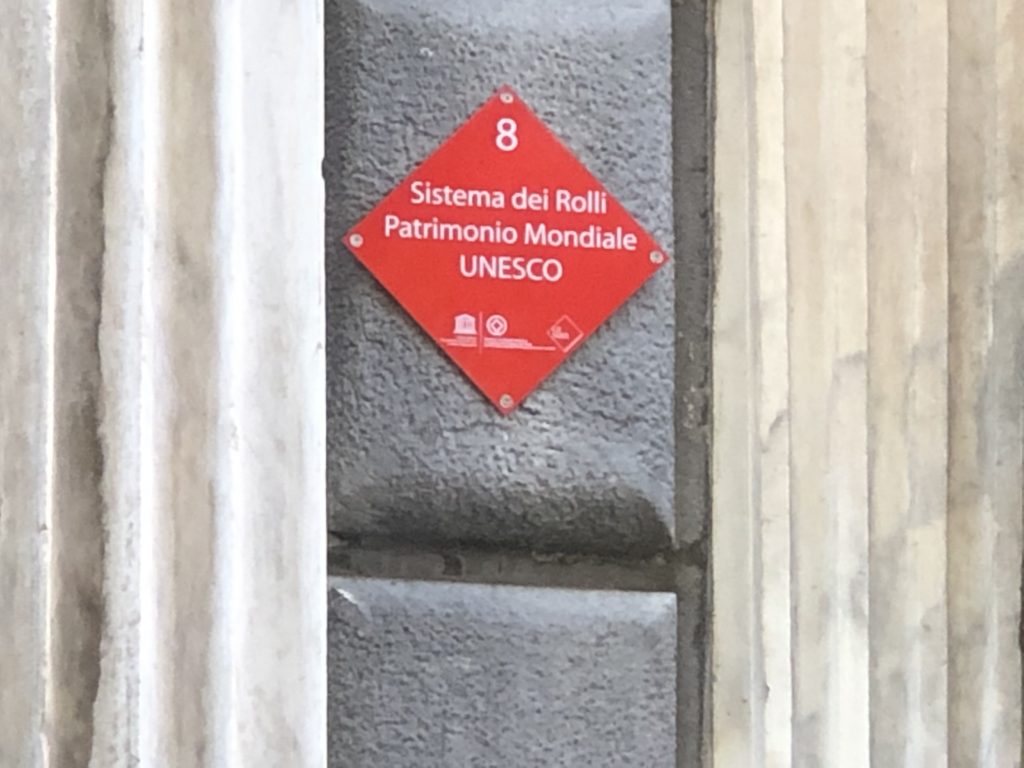 8
Sistema dei Rolli
Patrimonio Mondiale
UNESCO